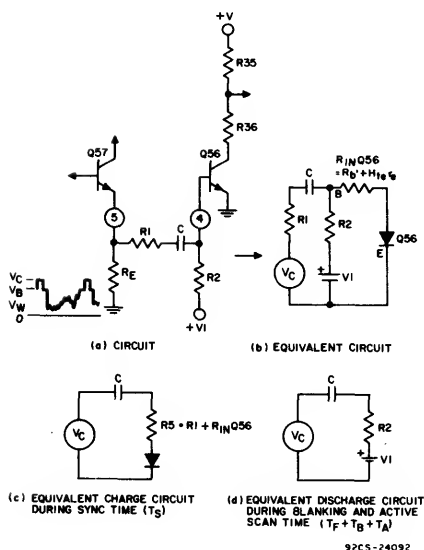 +V
R35
R36
Q57
Q56
5
4
R1
C
RE
R2
+V1
VC
VB
VW
0
(a) CIRCUIT
RIN Q56
= Rb' + Hfe re
C
B
R1
R2
Q56
E
VC
+
V1
(b) EQUIVALENT CIRCUIT
C
VC
R5 = R1 + RIN Q56
C
VC
R2
+
V1
(c) EQUIVALENT CHARGE CIRCUIT
DURING SYNC TIME (TS)
(d) EQUIVALENT DISCHARGE CIRCUIT
DURING BLANKING AND ACTIVE
SCAN TIME (TF + TB + TA)
92CS-24092